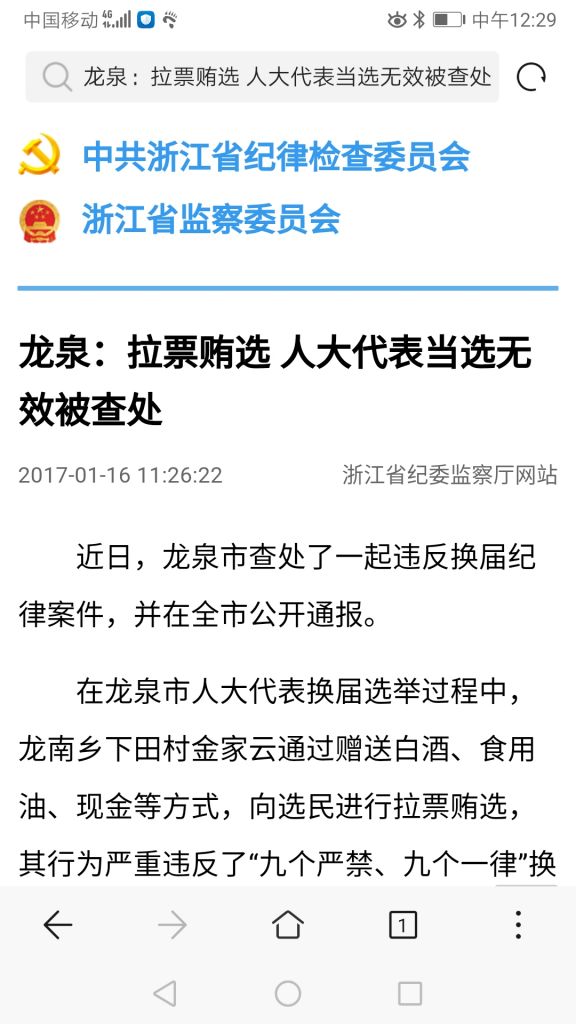 中国移动 4G 中午12:29
龙泉：拉票贿选 人大代表当选无效被查处
中共浙江省纪律检查委员会
浙江省监察委员会
龙泉：拉票贿选 人大代表当选无
效被查处
2017-01-16 11:26:22 浙江省纪委监察厅网站
近日，龙泉市查处了一起违反换届纪
律案件，并在全市公开通报。
在龙泉市人大代表换届选举过程中，
龙南乡下田村金家云通过赠送白酒、食用
油、现金等方式，向选民进行拉票贿选，
其行为严重违反了“九个严禁、九个一律”换
1